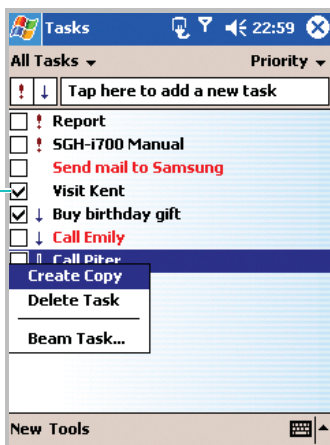 Tasks 22:59
All Tasks Priority
! ↓ Tap here to add a new task
! Report
! SGH-i700 Manual
Send mail to Samsung
Visit Kent
↓ Buy birthday gift
↓ Call Emily
Call Piter
Create Copy
Delete Task
Beam Task...
New Tools